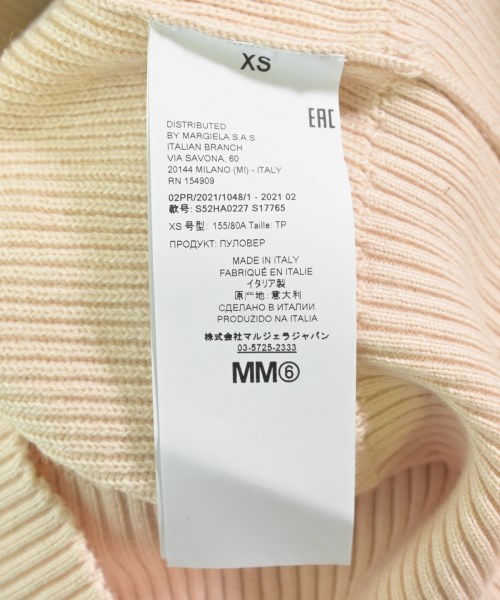 XS
EAC
DISTRIBUTED
BY MARGIELA S.A.S.
ITALIAN BRANCH
VIA SAVONA, 60
20144 MILANO (MI) - ITALY
RN 154909
02PR/2021/1048/1 - 2021 02
款号: S52HA0227 S17765
XS 号型: 155/80A Taille: TP
ПРОДУКТ: ПУЛОВЕР
MADE IN ITALY
FABRIQUÉ EN ITALIE
イタリア製
原产地: 意大利
СДЕЛАНО В ИТАЛИИ
PRODUZIDO NA ITALIA
株式会社マルジェラジャパン
03-5725-2333
MM⑥